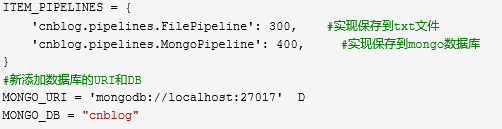 ITEM_PIPELINES = {
    'cnblog.pipelines.FilePipeline': 300,    #实现保存到txt文件
    'cnblog.pipelines.MongoPipeline': 400,     #实现保存到mongo数据库
}
#新添加数据库的URI和DB
MONGO_URI = 'mongodb://localhost:27017'  D
MONGO_DB = "cnblog"